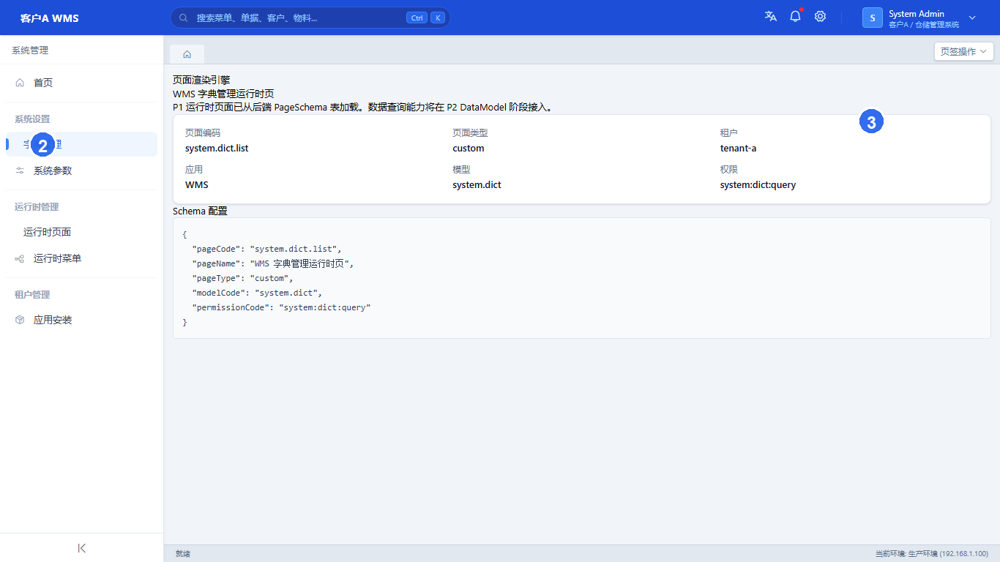 客户A WMS
搜索菜单、单据、客户、物料... Ctrl K
S
System Admin
客户A / 仓储管理系统
系统管理
页签操作
首页
系统设置
2 理
系统参数
运行时管理
运行时页面
运行时菜单
租户管理
应用安装
页面渲染引擎
WMS 字典管理运行时页
P1 运行时页面已从后端 PageSchema 表加载。数据查询能力将在 P2 DataModel 阶段接入。
3
页面编码 页面类型 租户
system.dict.list custom tenant-a
应用 模型 权限
WMS system.dict system:dict:query
Schema 配置
{
"pageCode": "system.dict.list",
"pageName": "WMS 字典管理运行时页",
"pageType": "custom",
"modelCode": "system.dict",
"permissionCode": "system:dict:query"
}
就绪
当前环境: 生产环境 (192.168.1.100)